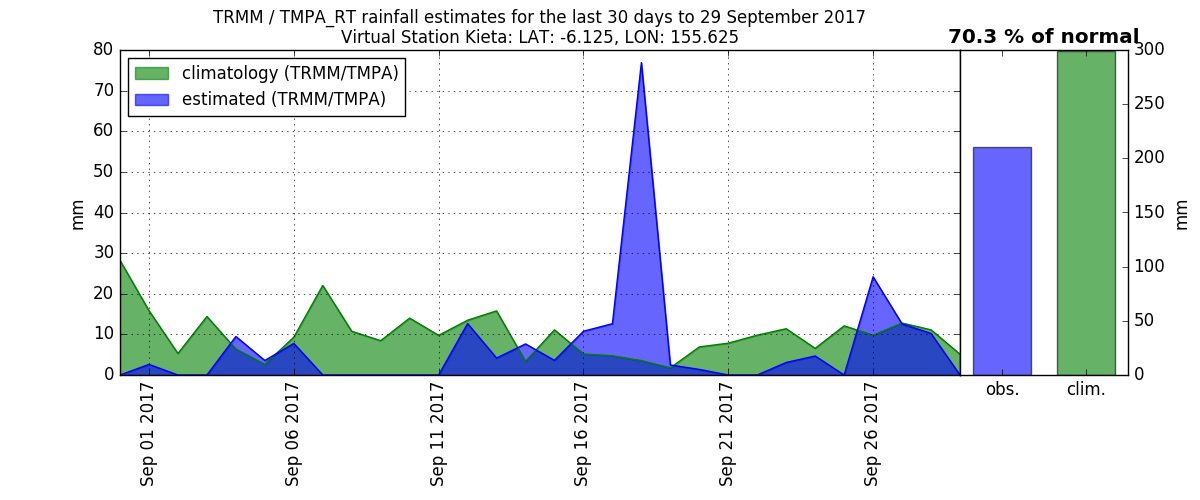 TRMM / TMPA_RT rainfall estimates for the last 30 days to 29 September 2017
Virtual Station Kieta: LAT: -6.125, LON: 155.625
70.3 % of normal
climatology (TRMM/TMPA)
estimated (TRMM/TMPA)
80
70
60
50
40
30
20
10
0
mm
Sep 01 2017
Sep 06 2017
Sep 11 2017
Sep 16 2017
Sep 21 2017
Sep 26 2017
300
250
200
150
100
50
0
mm
obs.
clim.